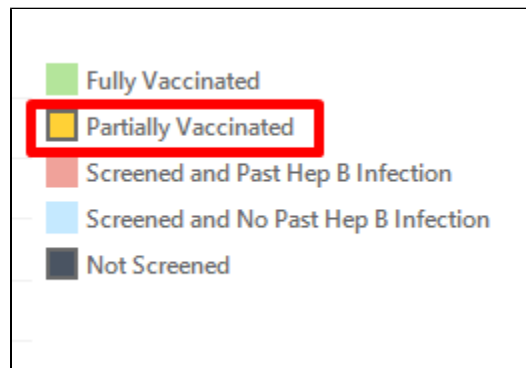 Fully Vaccinated
Partially Vaccinated
Screened and Past Hep B Infection
Screened and No Past Hep B Infection
Not Screened